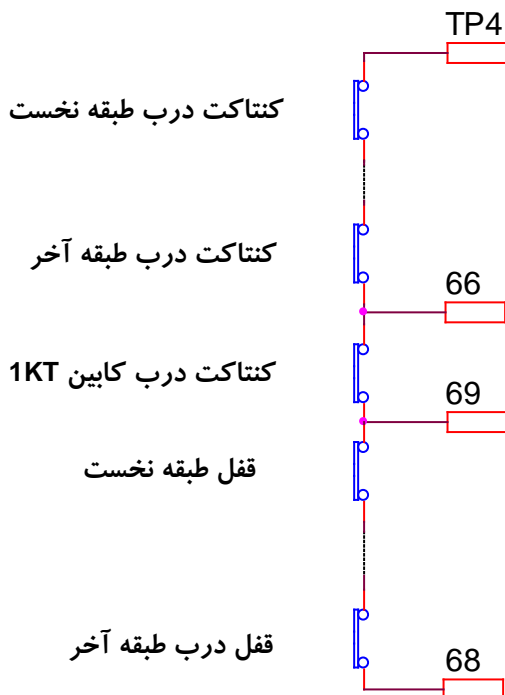 TP4
کنتاکت درب طبقه نخست
کنتاکت درب طبقه آخر
66
کنتاکت درب کابین 1KT
69
قفل طبقه نخست
قفل درب طبقه آخر
68